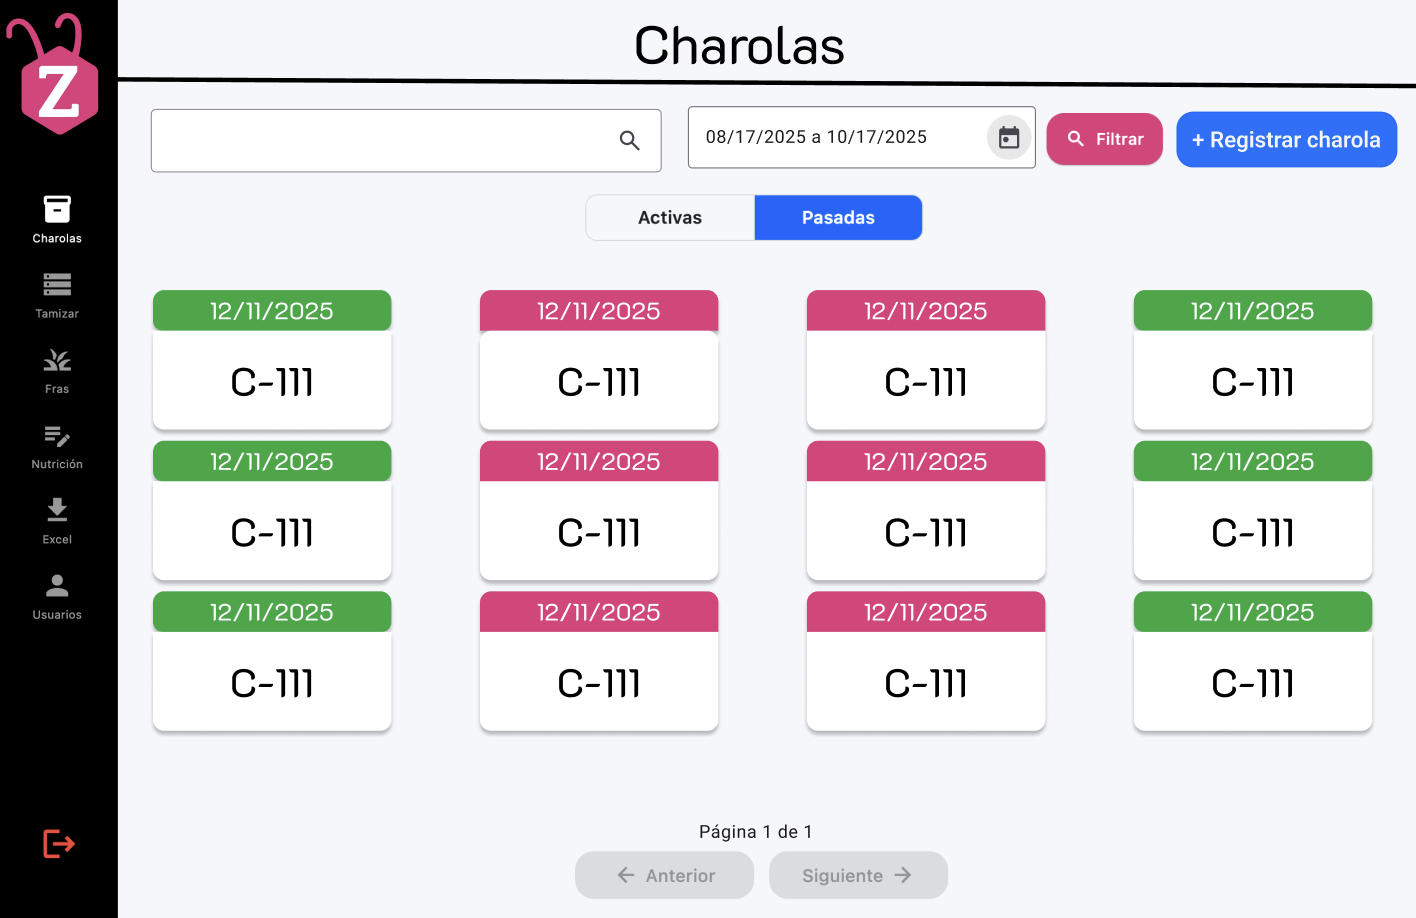 Z
Charolas
08/17/2025 a 10/17/2025
Filtrar
+ Registrar charola
Activas
Pasadas
Charolas
Tamizar
Fras
Nutrición
Excel
Usuarios
12/11/2025
12/11/2025
12/11/2025
12/11/2025
C-111
C-111
C-111
C-111
12/11/2025
12/11/2025
12/11/2025
12/11/2025
C-111
C-111
C-111
C-111
12/11/2025
12/11/2025
12/11/2025
12/11/2025
C-111
C-111
C-111
C-111
Página 1 de 1
Anterior
Siguiente